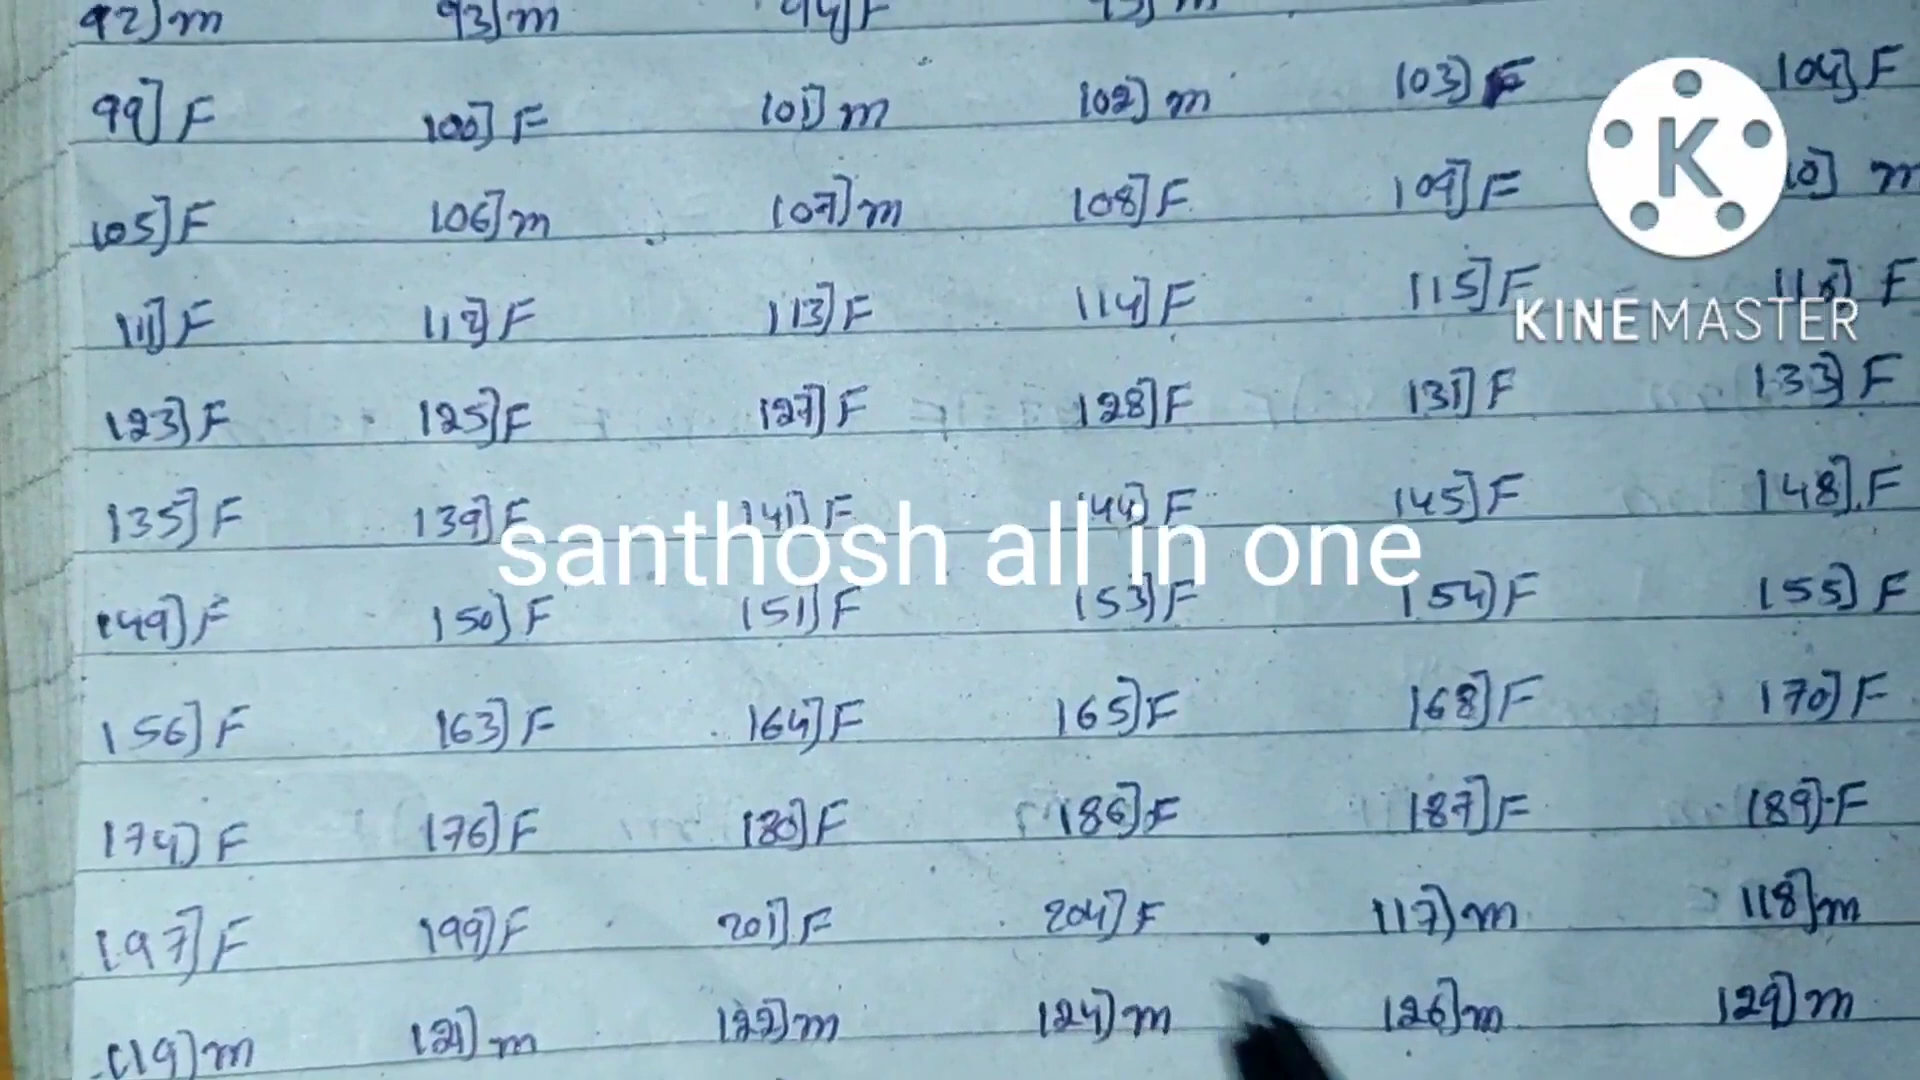 92) m 93] m 94] F 95] m
99] F 100] F 101] m 102] m 103) F 104] F
105] F 106] m 107] m 108] F 109] F 10] m
111] F 112] F 113] F 114] F 115] F 116] F
KINEMASTER
123) F 125] F 127] F 128] F 131] F 133] F
135] F 139] F 141] F 144] F 145] F 148] F
santhosh all in one
149] F 150) F 151] F 153] F 154) F 155) F
156] F 163) F 164] F 165] F 168] F 170] F
174) F 176) F 180] F 186] F 187] F 189] F
197] F 199] F 201] F 204] F 117) m 118] m
119) m 121] m 122] m 124] m 126] m 129] m